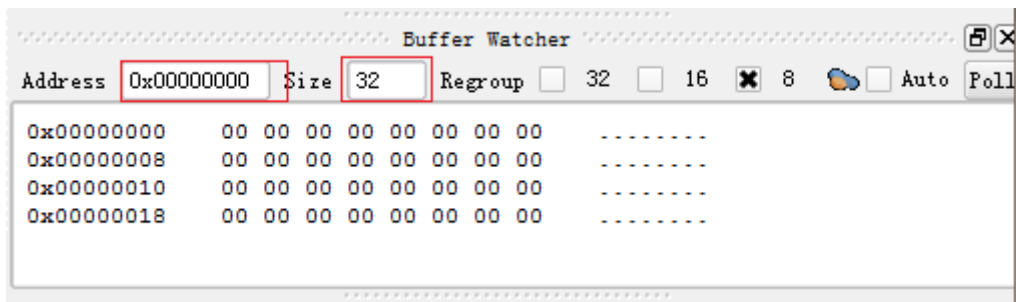 Buffer Watcher
Address 0x00000000 Size 32 Regroup 32 16 8 Auto Poll
0x00000000 00 00 00 00 00 00 00 00 ........
0x00000008 00 00 00 00 00 00 00 00 ........
0x00000010 00 00 00 00 00 00 00 00 ........
0x00000018 00 00 00 00 00 00 00 00 ........